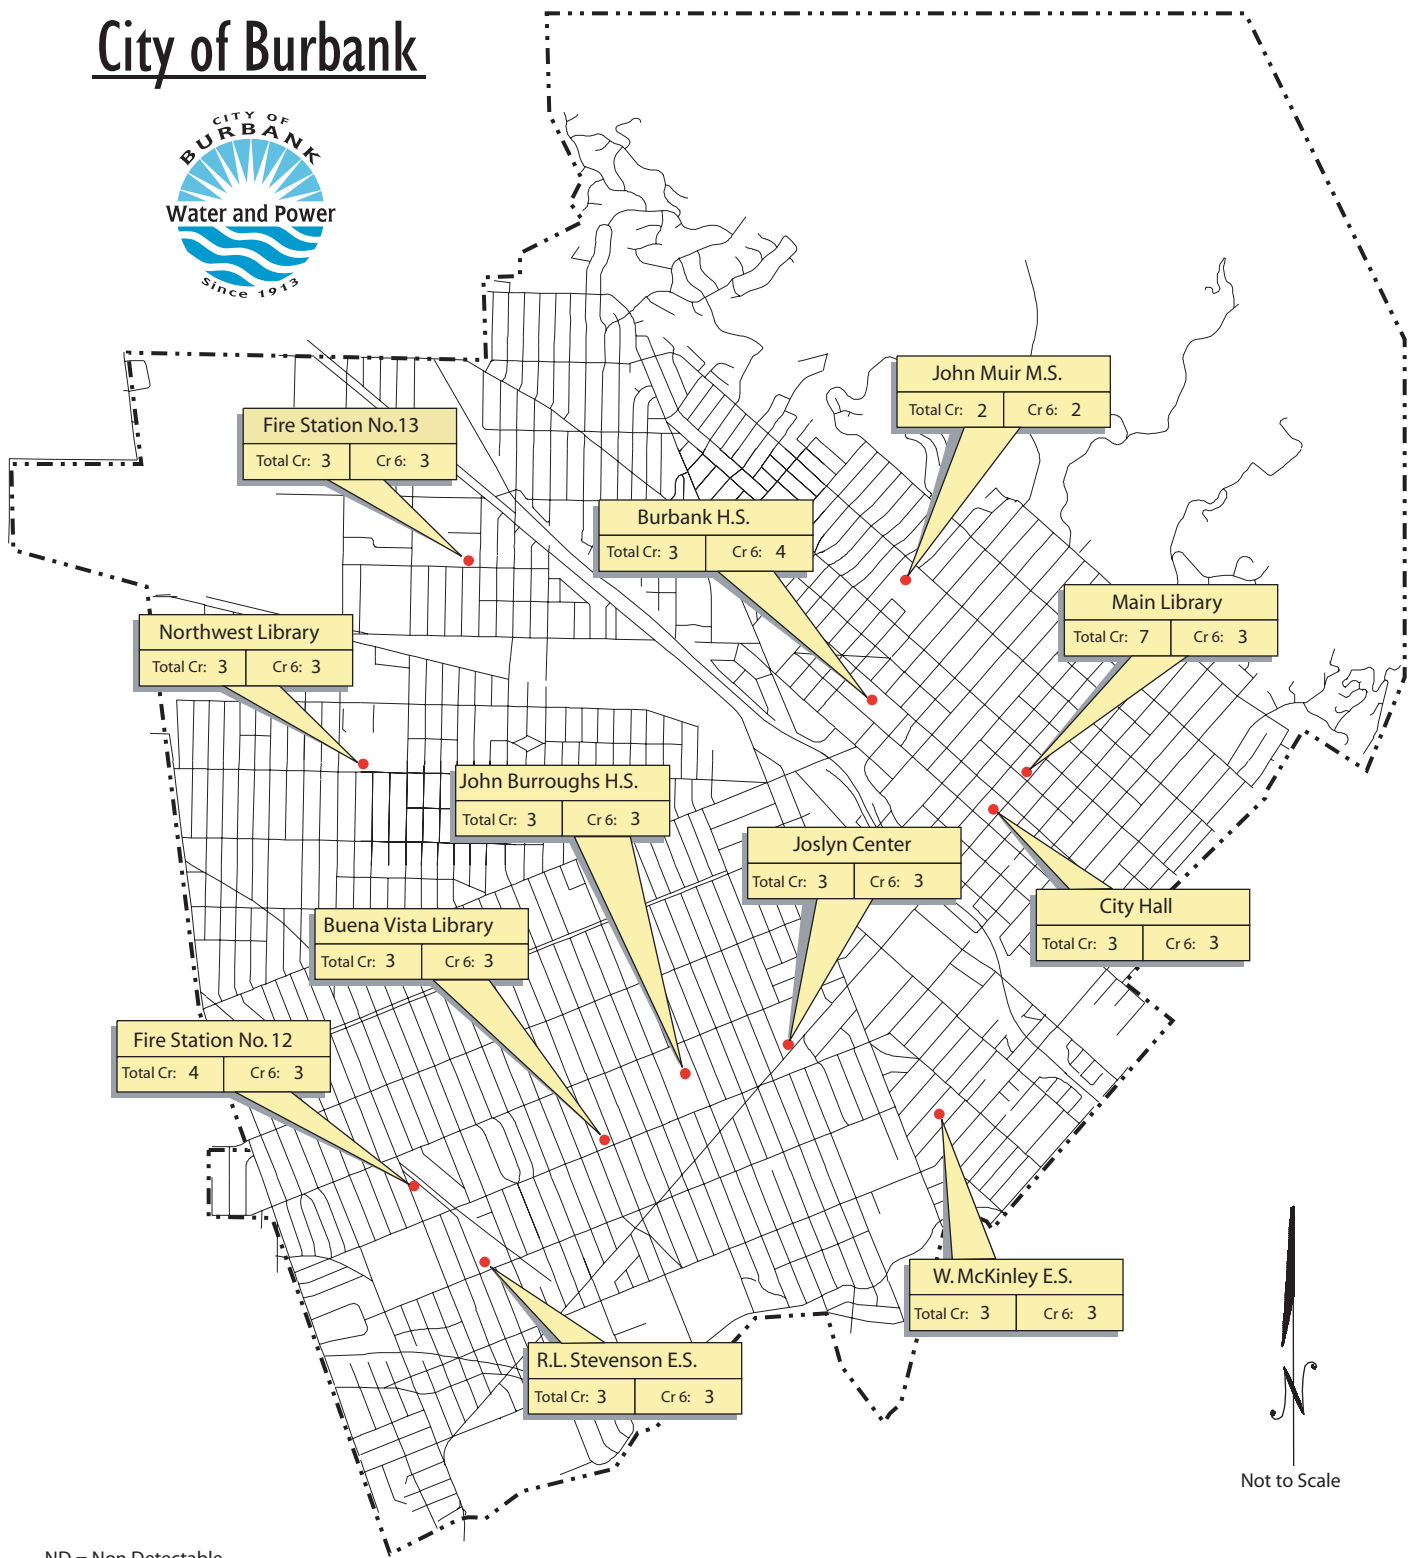 City of Burbank
CITY OF
BURBANK
Water and Power
Since 1913
John Muir M.S.
Total Cr: 2 Cr 6: 2
Fire Station No.13
Total Cr: 3 Cr 6: 3
Burbank H.S.
Total Cr: 3 Cr 6: 4
Main Library
Total Cr: 7 Cr 6: 3
Northwest Library
Total Cr: 3 Cr 6: 3
John Burroughs H.S.
Total Cr: 3 Cr 6: 3
Joslyn Center
Total Cr: 3 Cr 6: 3
City Hall
Total Cr: 3 Cr 6: 3
Buena Vista Library
Total Cr: 3 Cr 6: 3
Fire Station No. 12
Total Cr: 4 Cr 6: 3
W. McKinley E.S.
Total Cr: 3 Cr 6: 3
R.L. Stevenson E.S.
Total Cr: 3 Cr 6: 3
N
Not to Scale
ND = Non Detectable